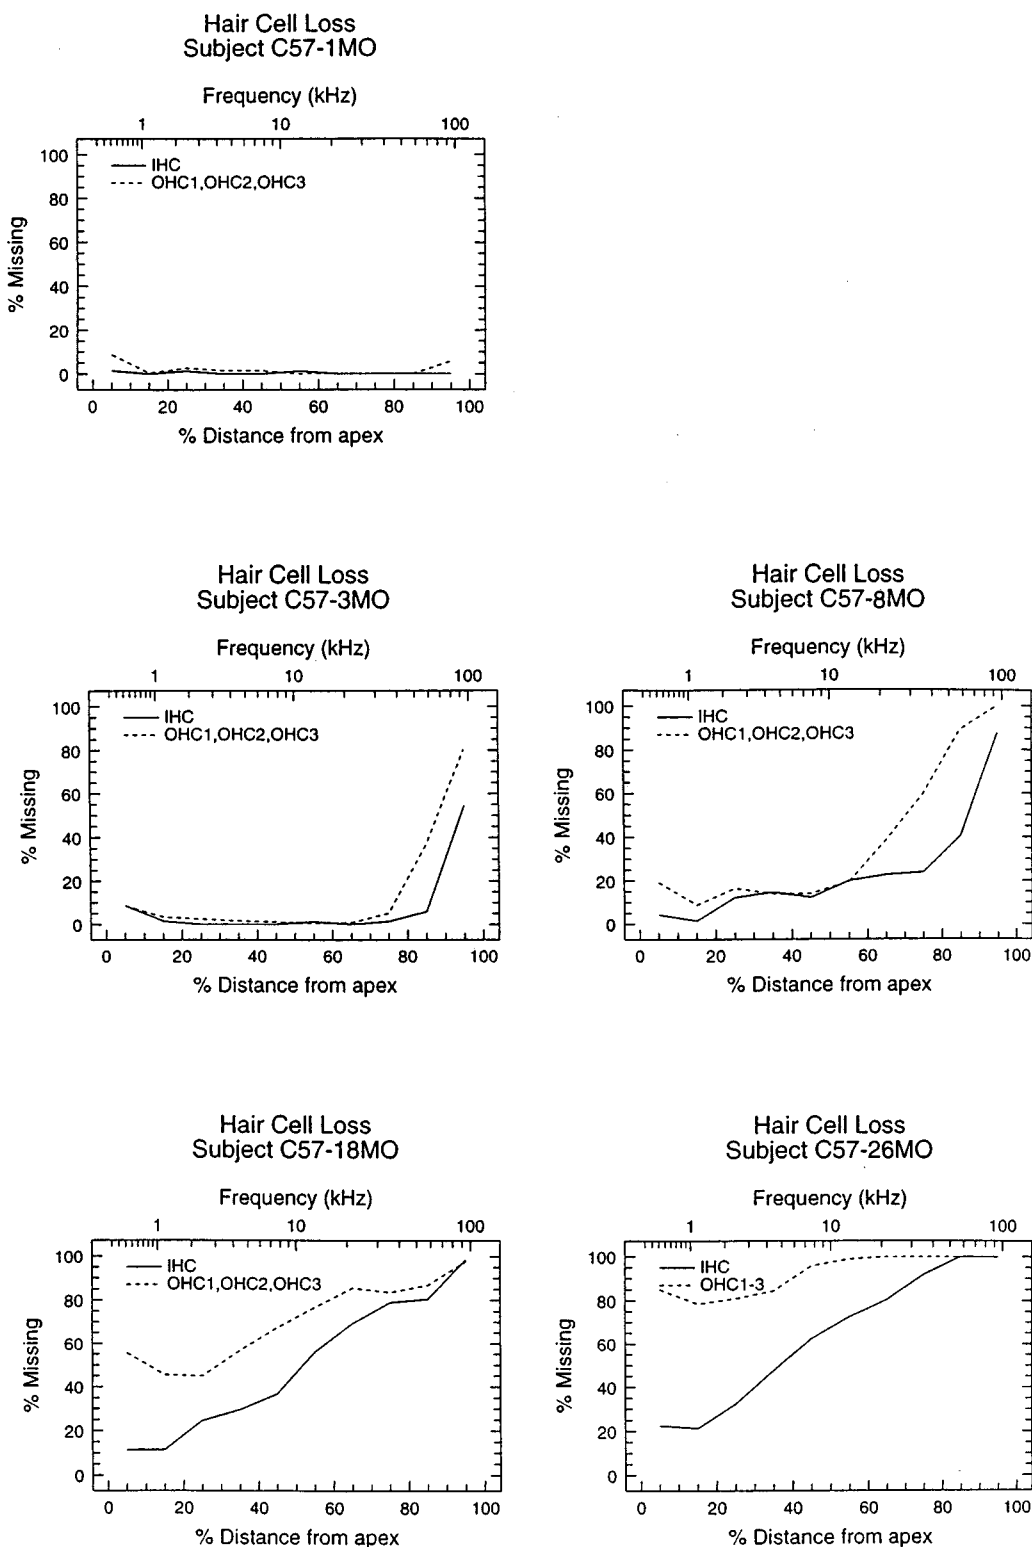 Hair Cell Loss
Subject C57-1MO
Frequency (kHz)
1 10 100
100
80
60
40
20
0
% Missing
IHC
OHC1,OHC2,OHC3
0 20 40 60 80 100
% Distance from apex
Hair Cell Loss
Subject C57-3MO
Frequency (kHz)
1 10 100
100
80
60
40
20
0
% Missing
IHC
OHC1,OHC2,OHC3
0 20 40 60 80 100
% Distance from apex
Hair Cell Loss
Subject C57-8MO
Frequency (kHz)
1 10 100
100
80
60
40
20
0
% Missing
IHC
OHC1,OHC2,OHC3
0 20 40 60 80 100
% Distance from apex
Hair Cell Loss
Subject C57-18MO
Frequency (kHz)
1 10 100
100
80
60
40
20
0
% Missing
IHC
OHC1,OHC2,OHC3
0 20 40 60 80 100
% Distance from apex
Hair Cell Loss
Subject C57-26MO
Frequency (kHz)
1 10 100
100
80
60
40
20
0
% Missing
IHC
OHC1-3
0 20 40 60 80 100
% Distance from apex